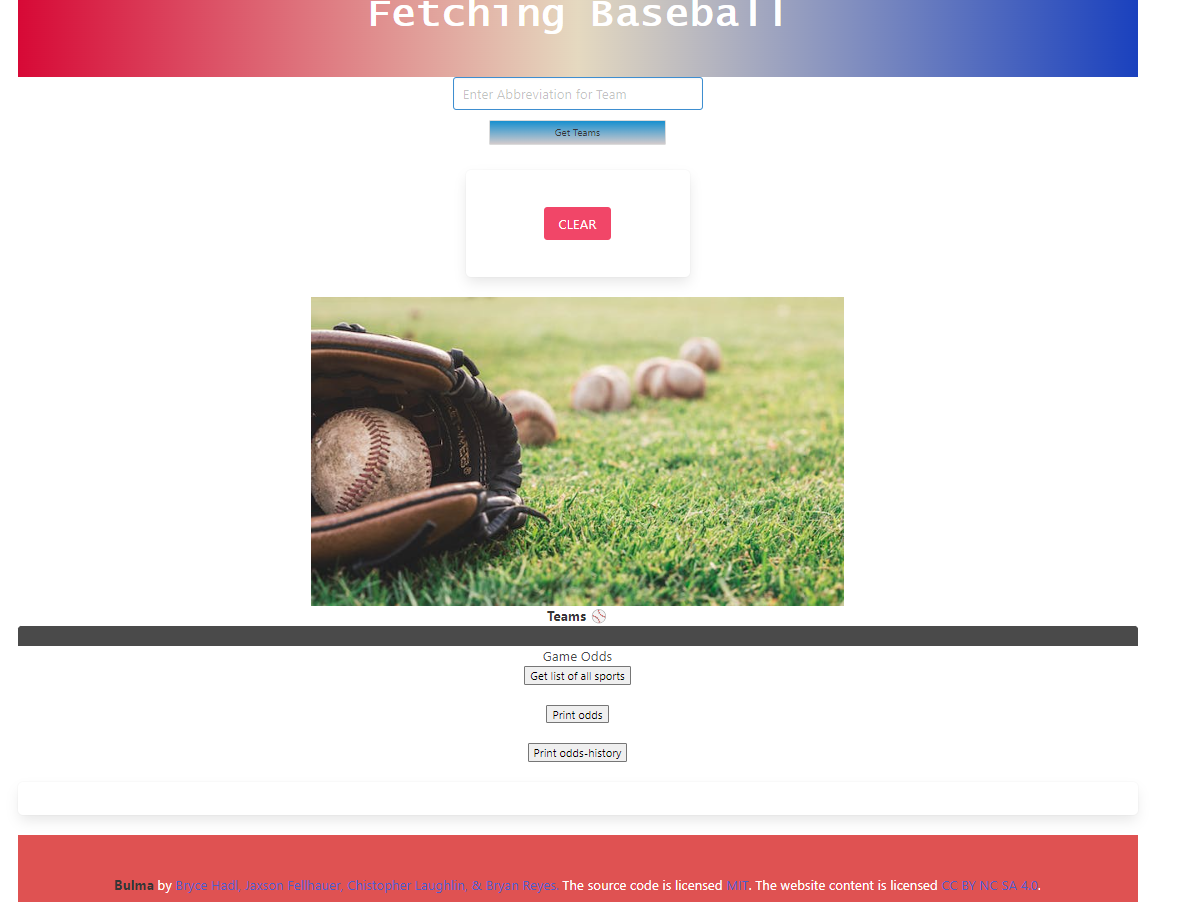 Fetching Baseball
Enter Abbreviation for Team
Get Teams
CLEAR
Teams ⚾
Game Odds
Get list of all sports
Print odds
Print odds-history
Bulma by Bryce Hadl, Jaxson Fellhauer, Chistopher Laughlin, & Bryan Reyes. The source code is licensed MIT. The website content is licensed CC BY NC SA 4.0.